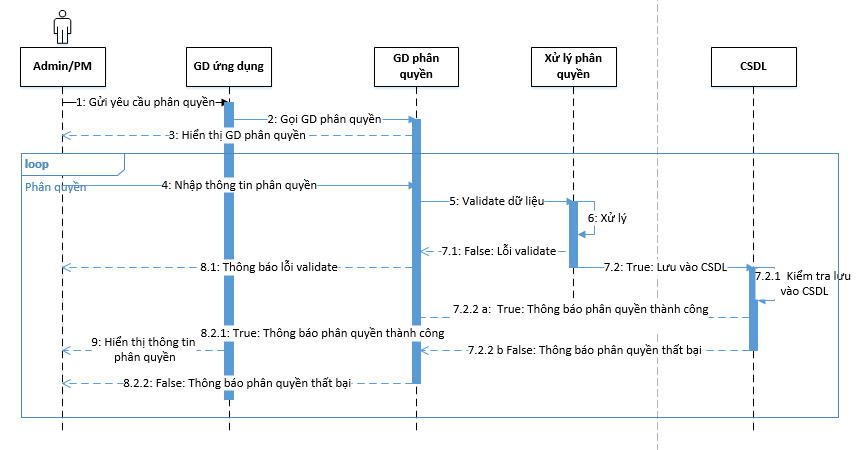 Admin/PM
GD ứng dụng
GD phân
quyền
Xử lý phân
quyền
CSDL
1: Gửi yêu cầu phân quyền
2: Gọi GD phân quyền
3: Hiển thị GD phân quyền
loop
Phân quyền
4: Nhập thông tin phân quyền
5: Validate dữ liệu
6: Xử lý
7.1: False: Lỗi validate
8.1: Thông báo lỗi validate
7.2: True: Lưu vào CSDL
7.2.1 Kiểm tra lưu
vào CSDL
7.2.2 a: True: Thông báo phân quyền thành công
8.2.1: True: Thông báo phân quyền thành công
9: Hiển thị thông tin
phân quyền
7.2.2 b False: Thông báo phân quyền thất bại
8.2.2: False: Thông báo phân quyền thất bại